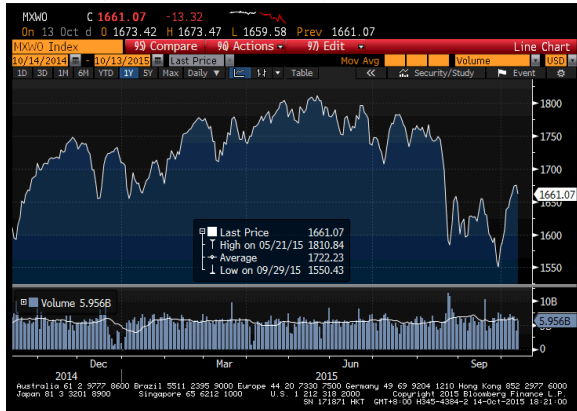 MXWO C 1661.07 -13.32
On 13 Oct d O 1673.42 H 1673.47 L 1659.58 Prev 1661.07
MXWO Index 95) Compare 96) Actions 97) Edit Line Chart
10/14/2014 - 10/13/2015 Last Price Mov Avg Volume USD
1D 3D 1M 6M YTD 1Y 5Y Max Daily ▼ Table « Security/Study Event
1800
1750
1700
1661.07
1650
1600
1550
Last Price 1661.07
High on 05/21/15 1810.84
Average 1722.23
Low on 09/29/15 1550.43
Volume 5.956B
10B
5.956B
0
Dec Mar Jun Sep
2014 2015
Australia 61 2 9777 8600 Brazil 5511 2395 9000 Europe 44 20 7330 7500 Germany 49 69 9204 1210 Hong Kong 852 2977 6000
Japan 81 3 3201 8900 Singapore 65 6212 1000 U.S. 1 212 318 2000 Copyright 2015 Bloomberg Finance L.P.
SN 171871 HKT GMT+8:00 H345-4384-2 14-Oct-2015 18:21:00